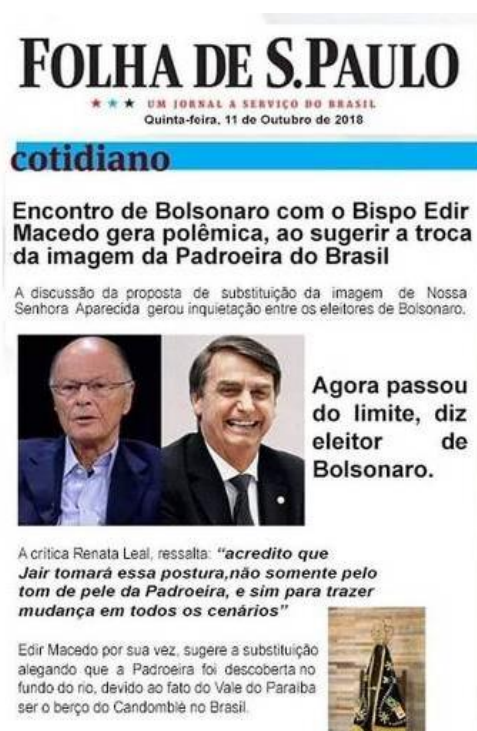 FOLHA DE S.PAULO
★ ★ ★ UM JORNAL A SERVIÇO DO BRASIL
Quinta-feira, 11 de Outubro de 2018
cotidiano
Encontro de Bolsonaro com o Bispo Edir
Macedo gera polêmica, ao sugerir a troca
da imagem da Padroeira do Brasil
A discussão da proposta de substituição da imagem de Nossa
Senhora Aparecida gerou inquietação entre os eleitores de Bolsonaro.
Agora passou
do limite, diz
eleitor de
Bolsonaro.
A crítica Renata Leal, ressalta: "acredito que
Jair tomará essa postura,não somente pelo
tom de pele da Padroeira, e sim para trazer
mudança em todos os cenários"
Edir Macedo por sua vez, sugere a substituição
alegando que a Padroeira foi descoberta no
fundo do rio, devido ao fato do Vale do Paraíba
ser o berço do Candomblé no Brasil.